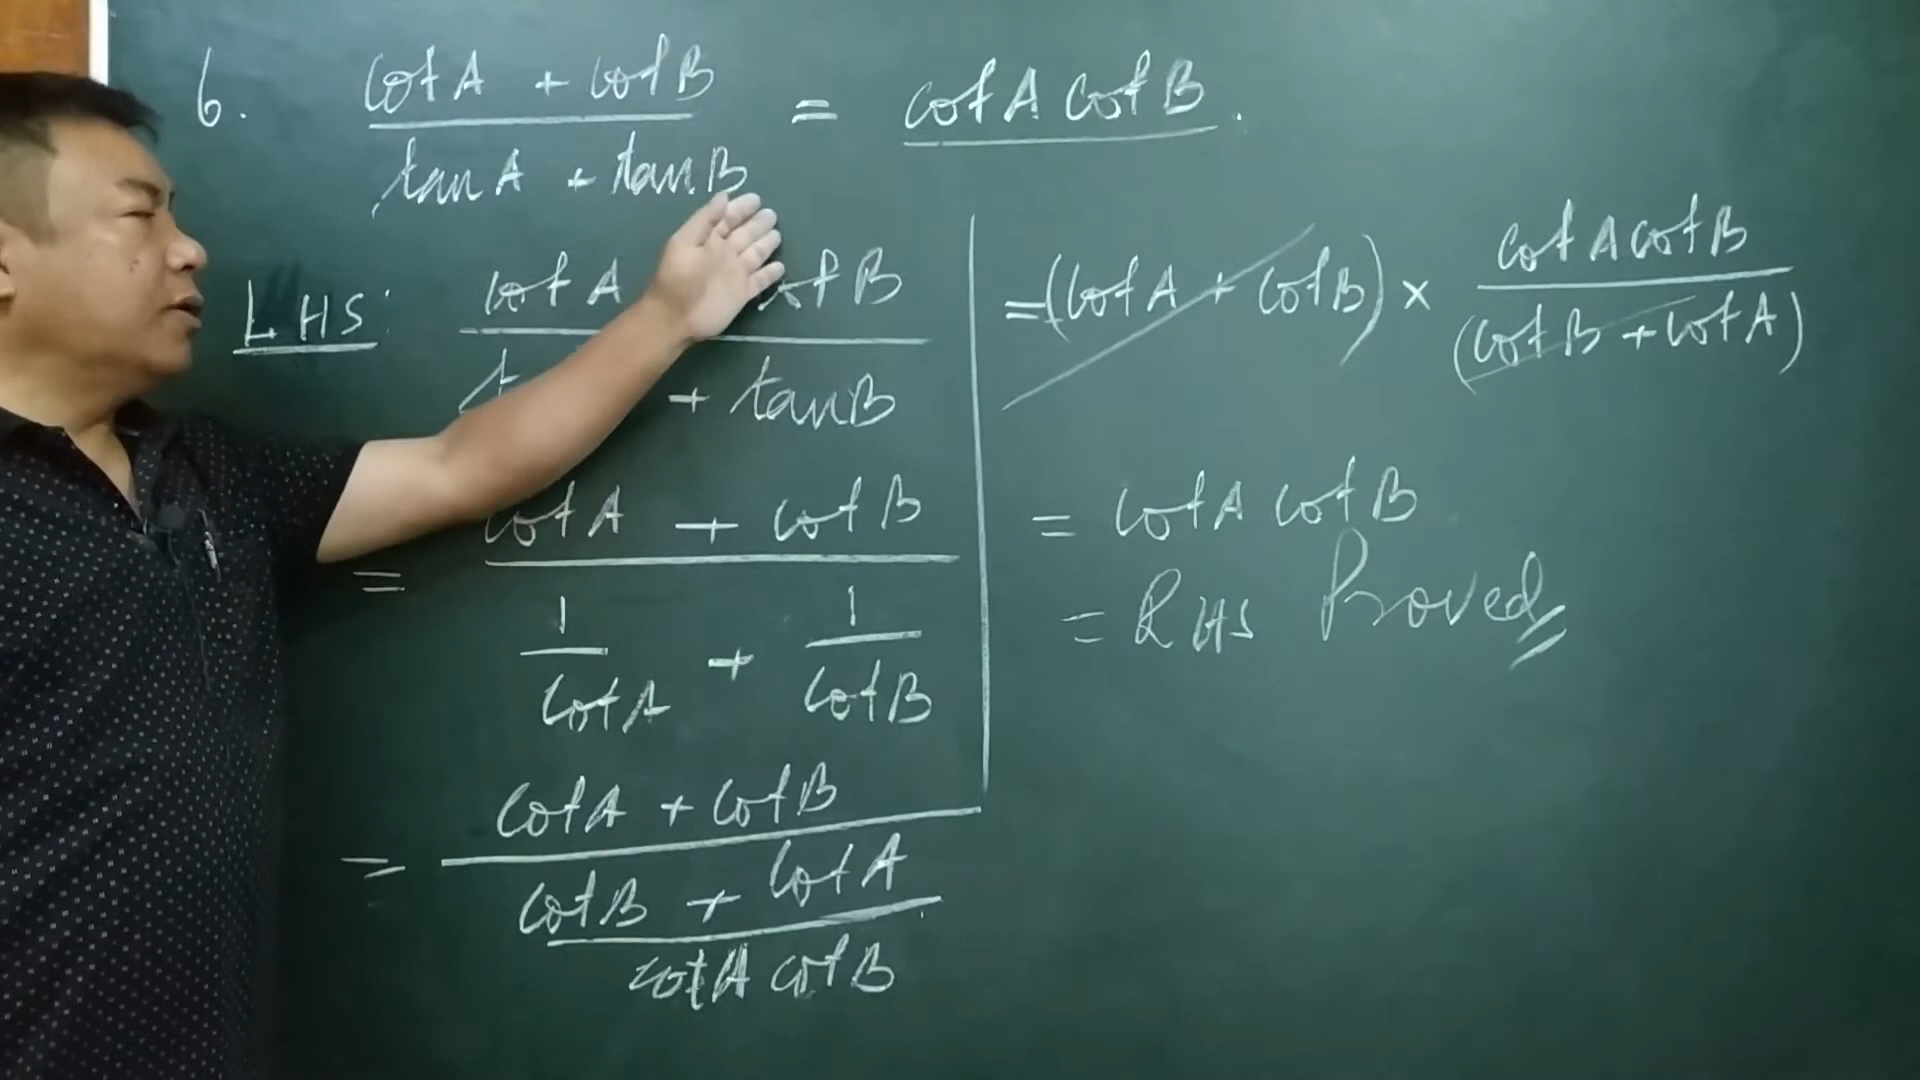 6. cotA + cotB / tanA + tanB = cotA cotB.
LHS: cotA cotB / + tanB
= cotA + cotB / 1/cotA + 1/cotB
= cotA + cotB / cotB + cotA / cotA cotB
= (cotA + cotB) × cotA cotB / (cotB + cotA)
= cotA cotB
= RHS Proved